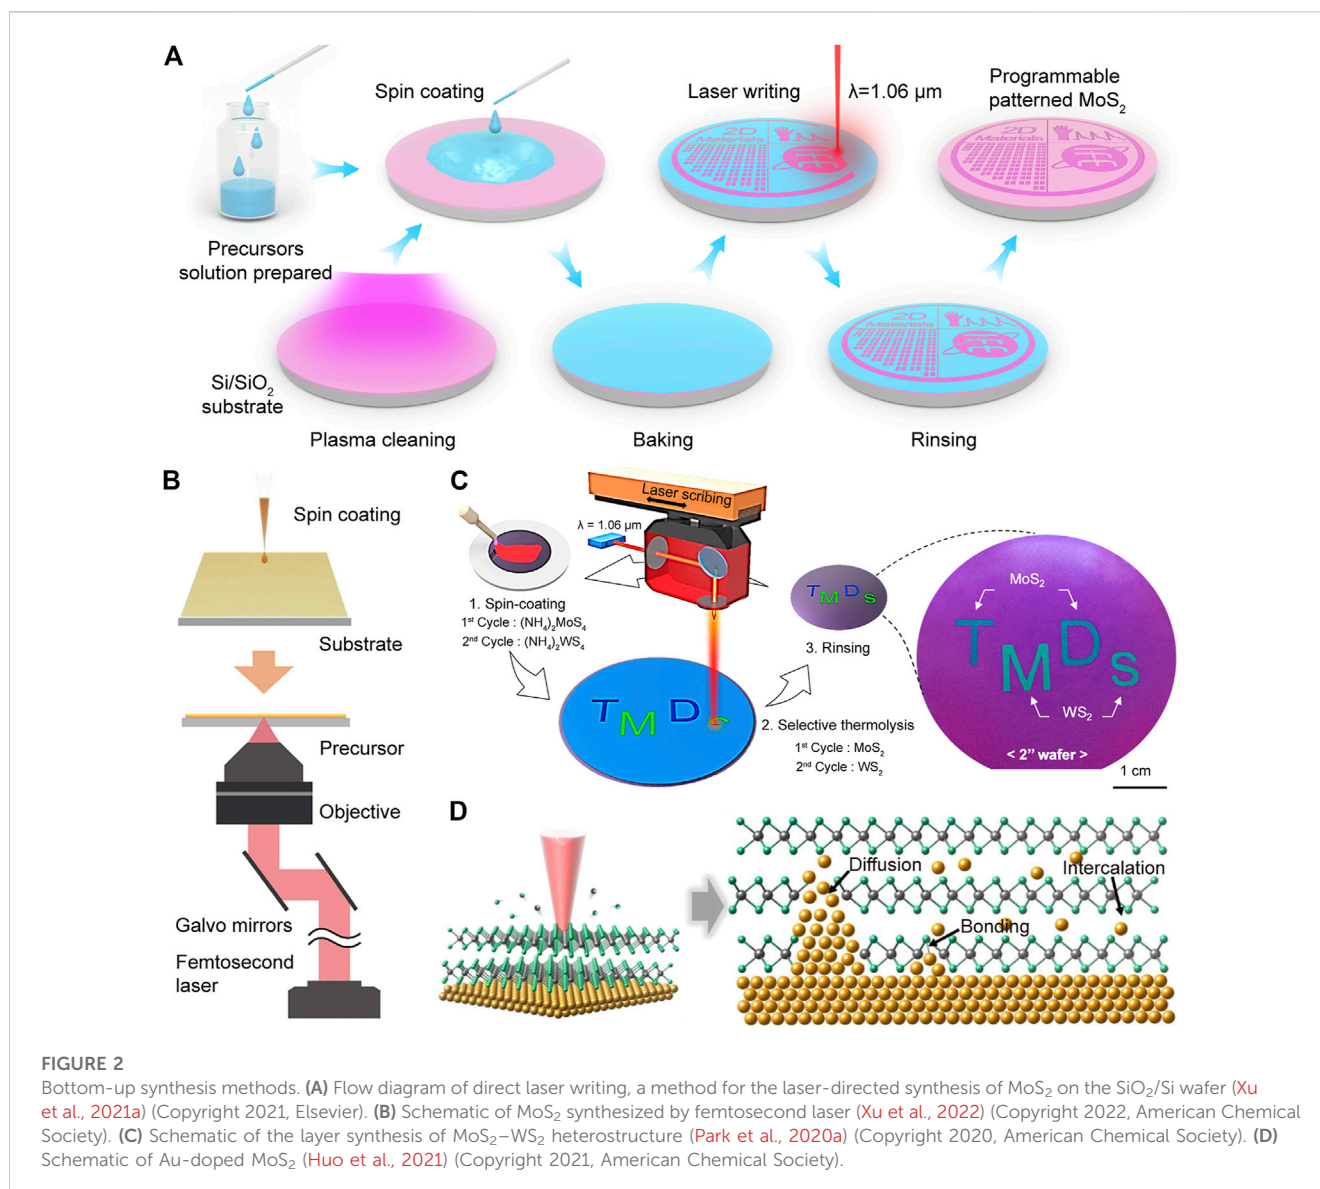 A
Spin coating
Laser writing
λ=1.06 μm
Programmable
patterned MoS₂
2D
Materials
2D
Materials
Precursors
solution prepared
Si/SiO₂
substrate
2D
Materials
Plasma cleaning
Baking
Rinsing
B
Spin coating
Substrate
Precursor
Objective
Galvo mirrors
Femtosecond
laser
C
Laser scribing
λ = 1.06 μm
1. Spin-coating
1st Cycle : (NH₄)₂MoS₄
2nd Cycle : (NH₄)₂WS₄
T M D S
3. Rinsing
T M D S
2. Selective thermolysis
1st Cycle : MoS₂
2nd Cycle : WS₂
MoS₂
T M D S
WS₂
< 2" wafer >
1 cm
D
Diffusion
Intercalation
Bonding
FIGURE 2
Bottom-up synthesis methods. (A) Flow diagram of direct laser writing, a method for the laser-directed synthesis of MoS₂ on the SiO₂/Si wafer (Xu
et al., 2021a) (Copyright 2021, Elsevier). (B) Schematic of MoS₂ synthesized by femtosecond laser (Xu et al., 2022) (Copyright 2022, American Chemical
Society). (C) Schematic of the layer synthesis of MoS₂–WS₂ heterostructure (Park et al., 2020a) (Copyright 2020, American Chemical Society). (D)
Schematic of Au-doped MoS₂ (Huo et al., 2021) (Copyright 2021, American Chemical Society).